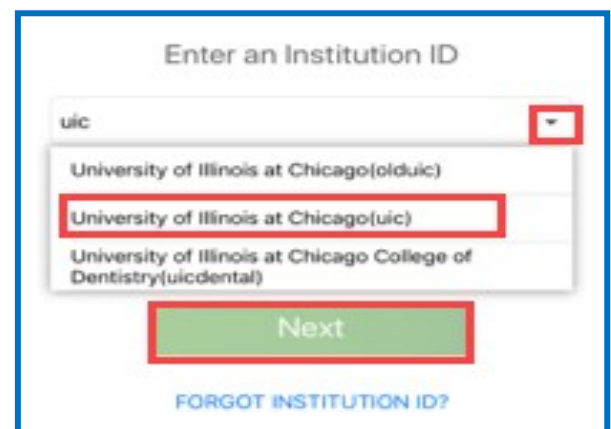 Enter an Institution ID
uic
University of Illinois at Chicago(olduic)
University of Illinois at Chicago(uic)
University of Illinois at Chicago College of
Dentistry(uicdental)
Next
FORGOT INSTITUTION ID?